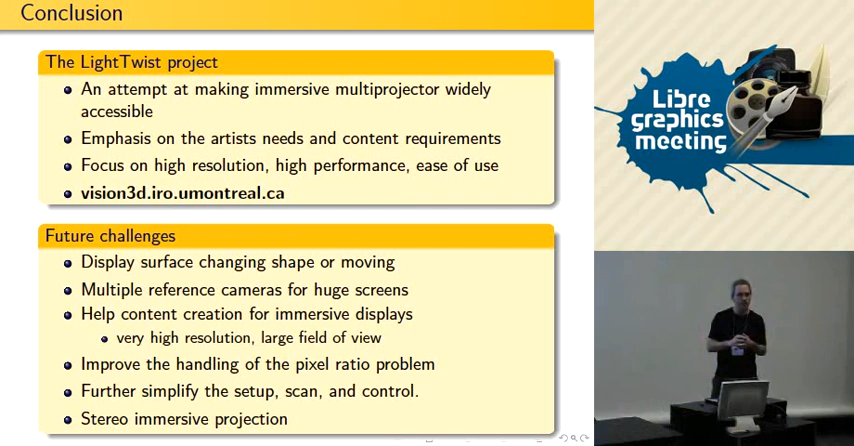 Conclusion
The LightTwist project
An attempt at making immersive multiprojector widely
accessible
Emphasis on the artists needs and content requirements
Focus on high resolution, high performance, ease of use
vision3d.iro.umontreal.ca
Future challenges
Display surface changing shape or moving
Multiple reference cameras for huge screens
Help content creation for immersive displays
very high resolution, large field of view
Improve the handling of the pixel ratio problem
Further simplify the setup, scan, and control.
Stereo immersive projection
Libre
graphics
meeting